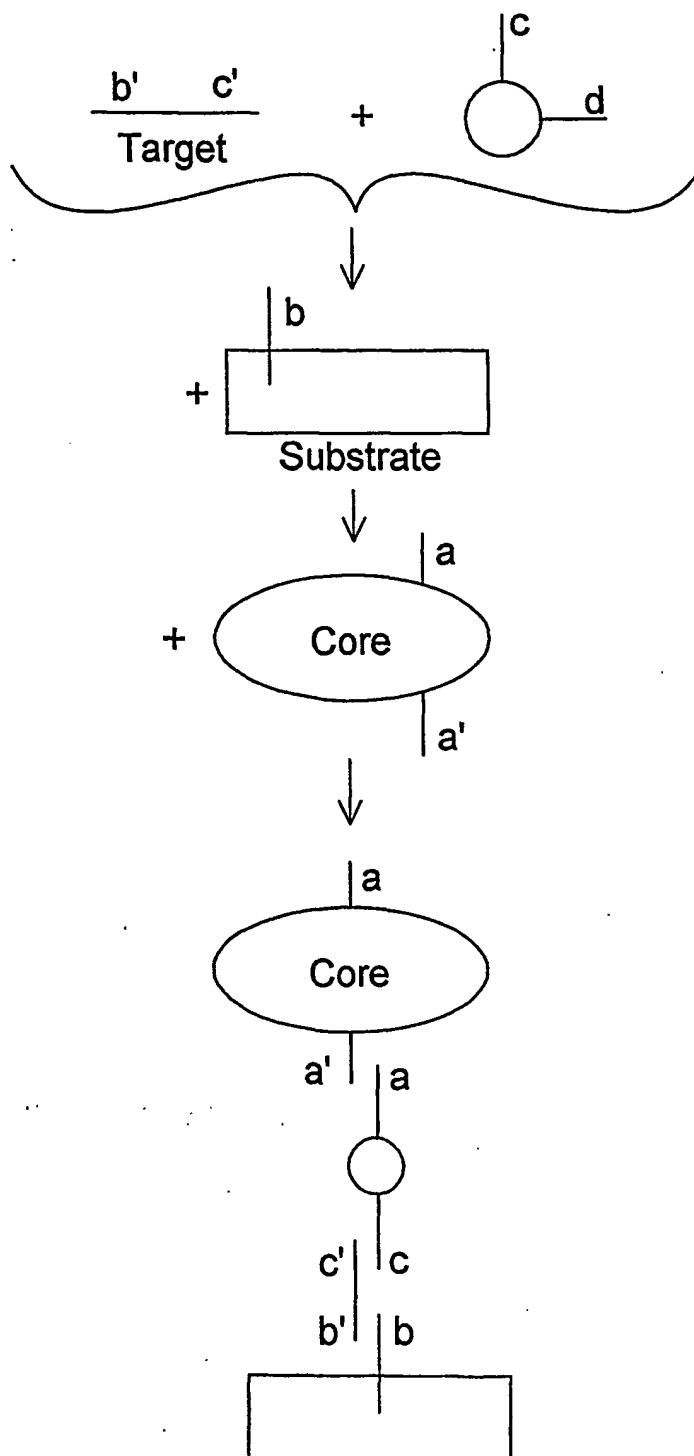 c
b' c' + d
Target
b
+
Substrate
a
+ Core
a'
a
Core
a' a
c' c
b' b